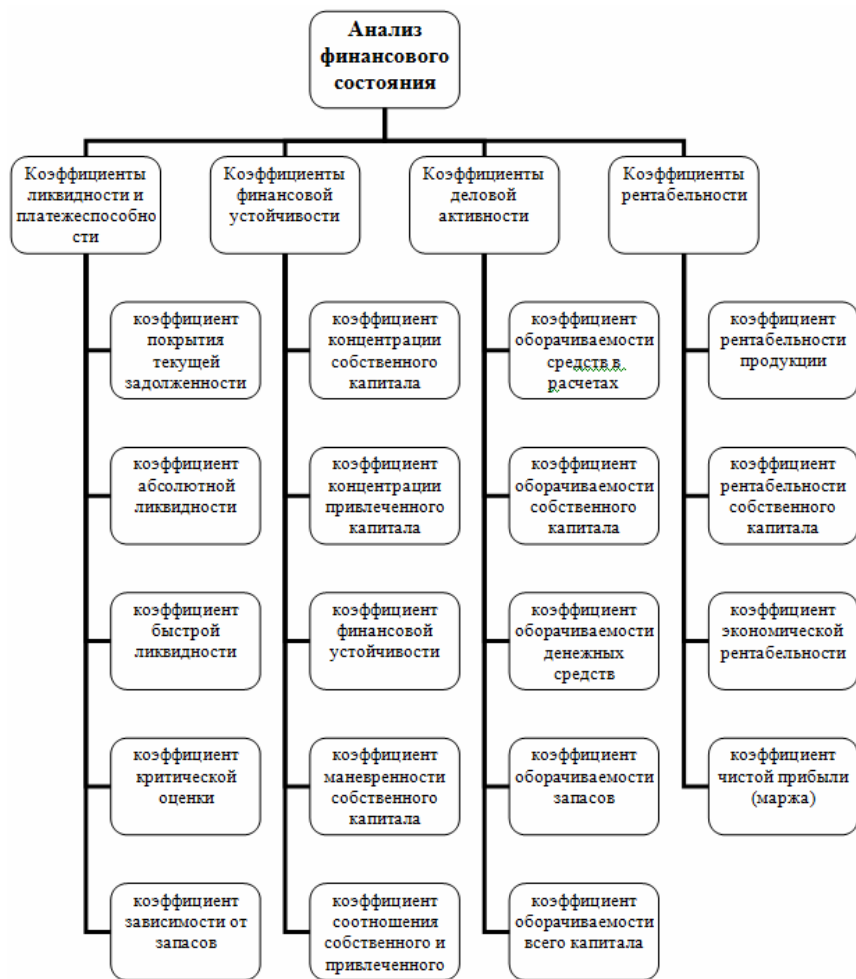 Анализ
финансового
состояния
Коэффициенты
ликвидности и
платежеспособно
сти
Коэффициенты
финансовой
устойчивости
Коэффициенты
деловой
активности
Коэффициенты
рентабельности
коэффициент
покрытия
текущей
задолженности
коэффициент
абсолютной
ликвидности
коэффициент
быстрой
ликвидности
коэффициент
критической
оценки
коэффициент
зависимости от
запасов
коэффициент
концентрации
собственного
капитала
коэффициент
концентрации
привлеченного
капитала
коэффициент
финансовой
устойчивости
коэффициент
маневренности
собственного
капитала
коэффициент
соотношения
собственного и
привлеченного
коэффициент
оборачиваемости
средств в
расчетах
коэффициент
оборачиваемости
собственного
капитала
коэффициент
оборачиваемости
денежных
средств
коэффициент
оборачиваемости
запасов
коэффициент
оборачиваемости
всего капитала
коэффициент
рентабельности
продукции
коэффициент
рентабельности
собственного
капитала
коэффициент
экономической
рентабельности
коэффициент
чистой прибыли
(маржа)